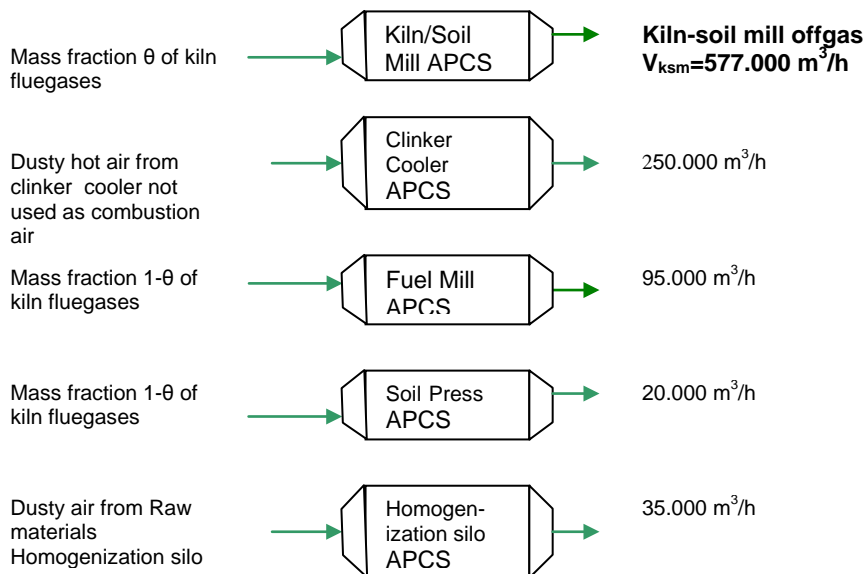 Mass fraction θ of kiln
fluegases
Kiln/Soil
Mill APCS
Kiln-soil mill offgas
Vksm=577.000 m³/h
Dusty hot air from
clinker cooler not
used as combustion
air
Clinker
Cooler
APCS
250.000 m³/h
Mass fraction 1-θ of
kiln fluegases
Fuel Mill
APCS
95.000 m³/h
Mass fraction 1-θ of
kiln fluegases
Soil Press
APCS
20.000 m³/h
Dusty air from Raw
materials
Homogenization silo
Homogen-
ization silo
APCS
35.000 m³/h